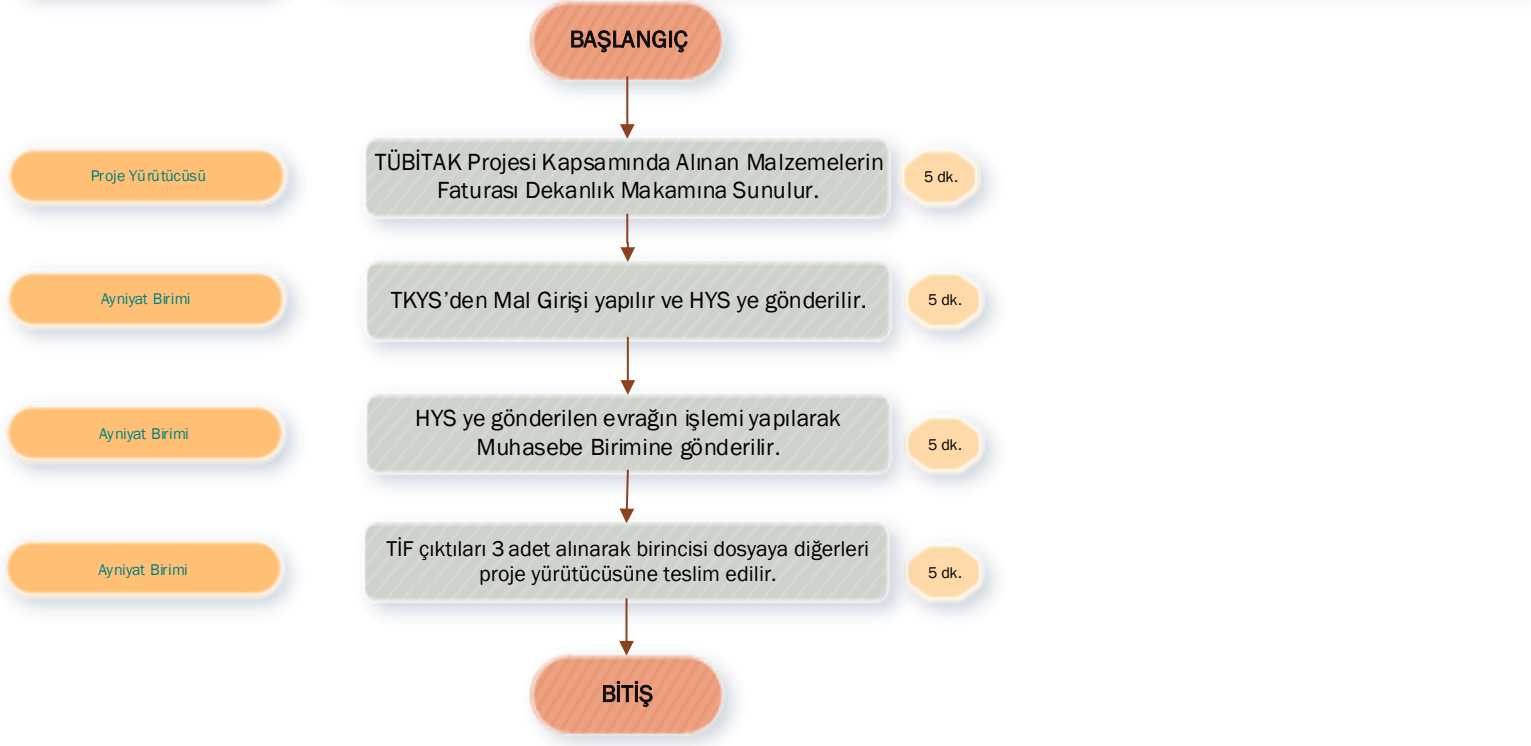 BAŞLANGIÇ
Proje Yürütücüsü
TÜBİTAK Projesi Kapsamında Alınan Malzemelerin
Faturası Dekanlık Makamına Sunulur.
5 dk.
Ayniyat Birimi
TKYS’den Mal Girişi yapılır ve HYS ye gönderilir.
5 dk.
Ayniyat Birimi
HYS ye gönderilen evrağın işlemi yapılarak
Muhasebe Birimine gönderilir.
5 dk.
Ayniyat Birimi
TİF çıktıları 3 adet alınarak birincisi dosyaya diğerleri
proje yürütücüsüne teslim edilir.
5 dk.
BİTİŞ